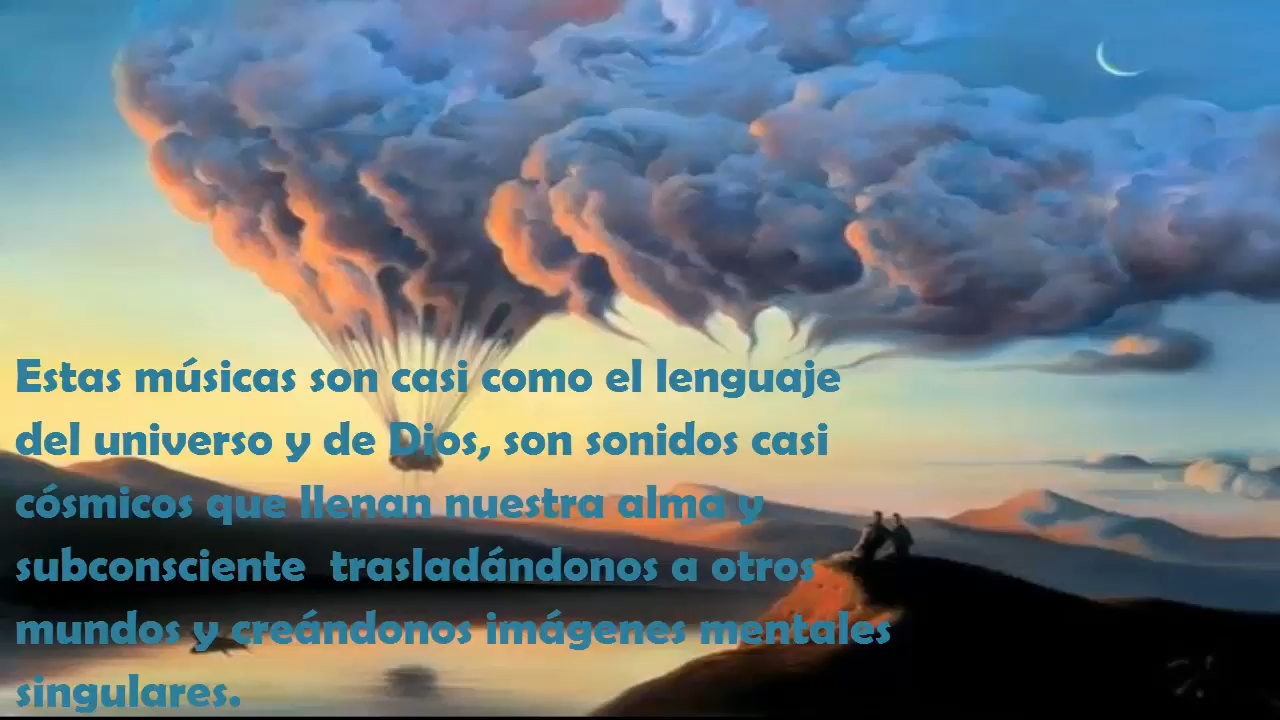 Estas músicas son casi como el lenguaje
del universo y de Dios, son sonidos casi
cósmicos que llenan nuestra alma y
subconsciente  trasladándonos a otros
mundos y creándonos imágenes mentales
singulares.